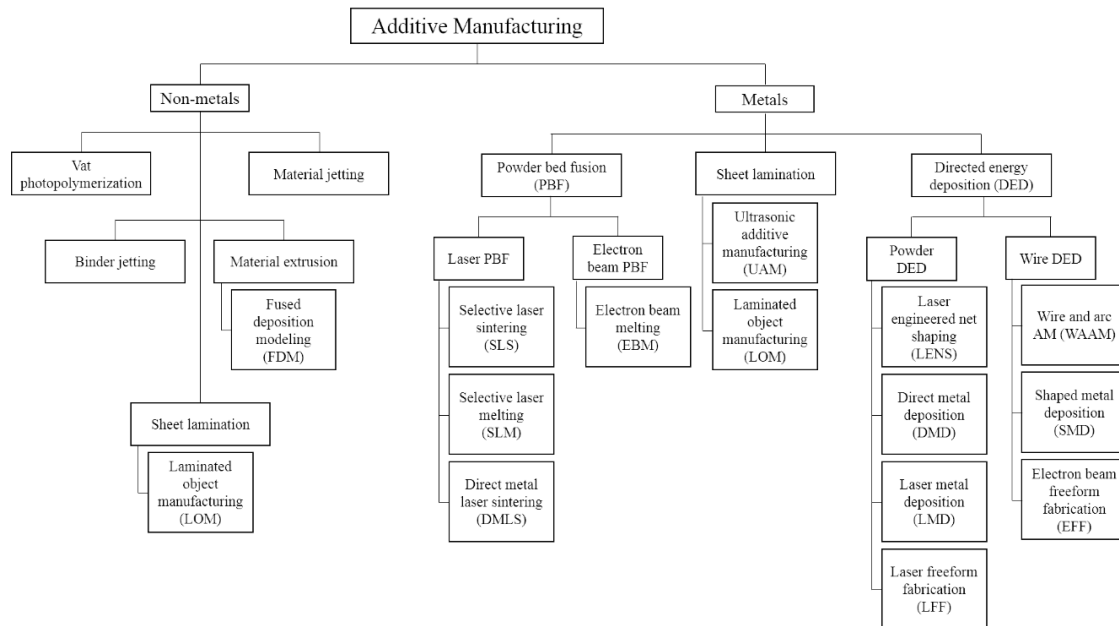 Additive Manufacturing
Non-metals
Metals
Vat
photopolymerization
Material jetting
Binder jetting
Material extrusion
Fused
deposition
modeling
(FDM)
Sheet lamination
Laminated
object
manufacturing
(LOM)
Powder bed fusion
(PBF)
Laser PBF
Selective laser
sintering
(SLS)
Selective laser
melting
(SLM)
Direct metal
laser sintering
(DMLS)
Electron
beam PBF
Electron beam
melting
(EBM)
Sheet lamination
Ultrasonic
additive
manufacturing
(UAM)
Laminated
object
manufacturing
(LOM)
Directed energy
deposition (DED)
Powder
DED
Laser
engineered net
shaping
(LENS)
Direct metal
deposition
(DMD)
Laser metal
deposition
(LMD)
Laser freeform
fabrication
(LFF)
Wire DED
Wire and arc
AM (WAAM)
Shaped metal
deposition
(SMD)
Electron beam
freeform
fabrication
(EFF)